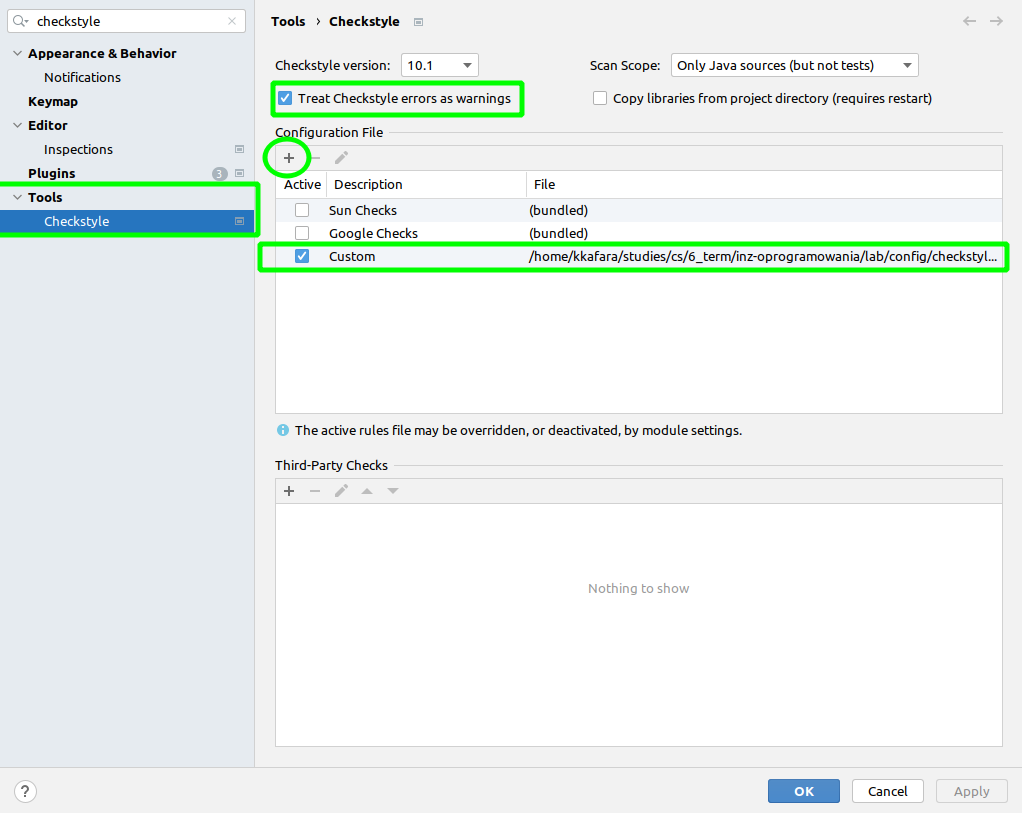 checkstyle
Appearance & Behavior
Notifications
Keymap
Editor
Inspections
Plugins 3
Tools
Checkstyle
Tools › Checkstyle
Checkstyle version: 10.1 Scan Scope: Only Java sources (but not tests)
Treat Checkstyle errors as warnings Copy libraries from project directory (requires restart)
Configuration File
Active Description File
Sun Checks (bundled)
Google Checks (bundled)
Custom /home/kkafara/studies/cs/6_term/inz-oprogramowania/lab/config/checkstyl...
The active rules file may be overridden, or deactivated, by module settings.
Third-Party Checks
Nothing to show
? OK Cancel Apply